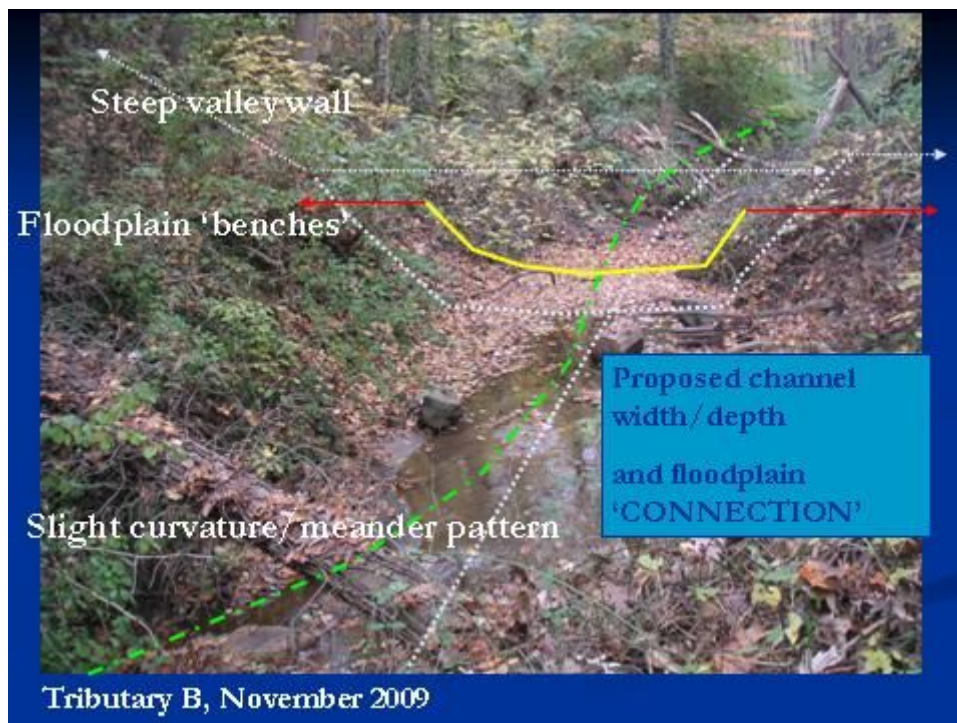 Steep valley wall
Floodplain ‘benches’
Proposed channel
width/depth
and floodplain
‘CONNECTION’
Slight curvature/meander pattern
Tributary B, November 2009